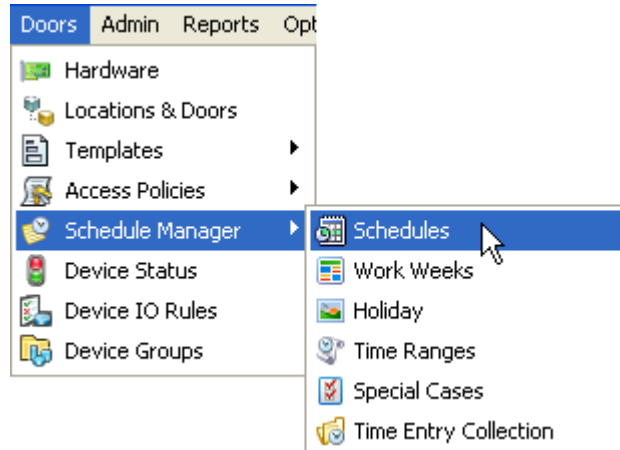 Doors Admin Reports Opt
Hardware
Locations & Doors
Templates
Access Policies
Schedule Manager
Device Status
Device IO Rules
Device Groups
Schedules
Work Weeks
Holiday
Time Ranges
Special Cases
Time Entry Collection